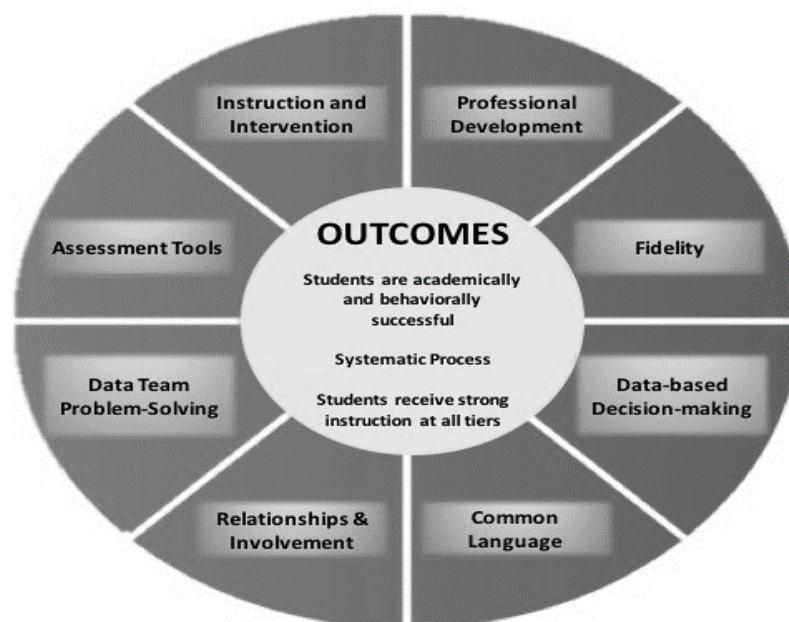 Instruction and
Intervention
Professional
Development
Assessment Tools
OUTCOMES
Fidelity
Students are academically
and behaviorally
successful
Systematic Process
Students receive strong
instruction at all tiers
Data Team
Problem-Solving
Data-based
Decision-making
Relationships &
Involvement
Common
Language